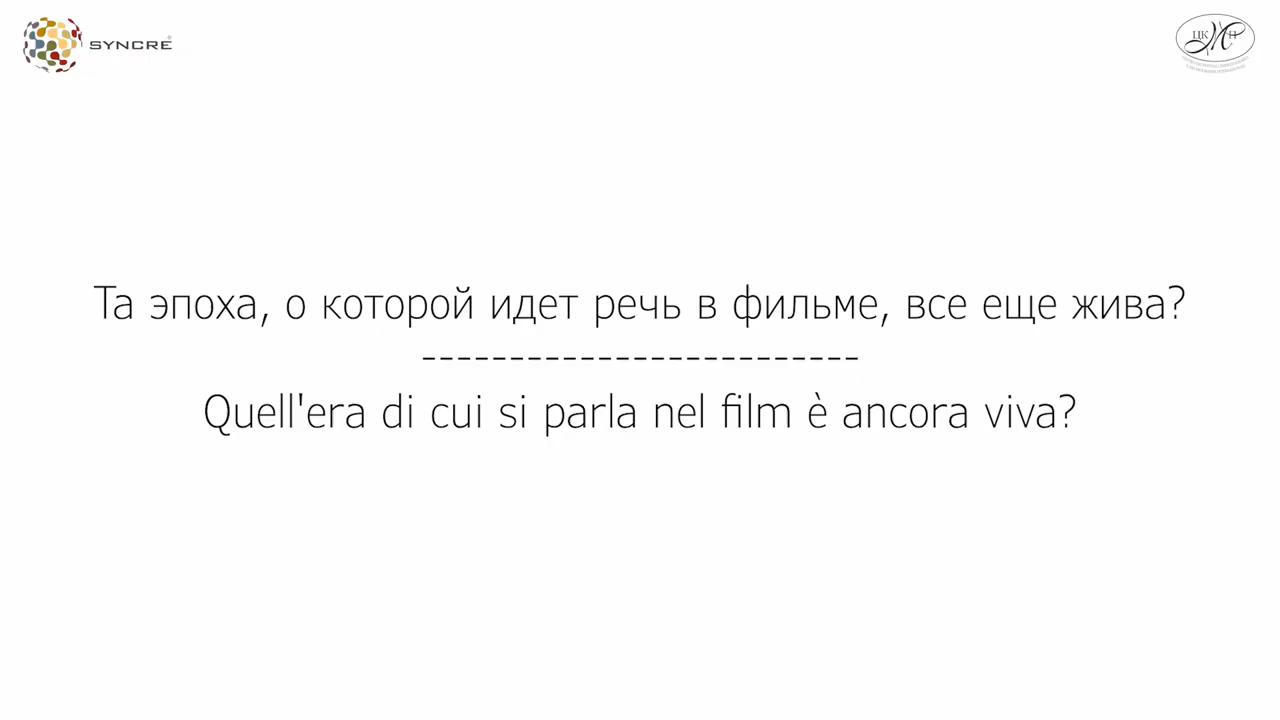 SYNCRE
ЦК Н
Та эпоха, о которой идет речь в фильме, все еще жива?
-------------------------
Quell'era di cui si parla nel film è ancora viva?